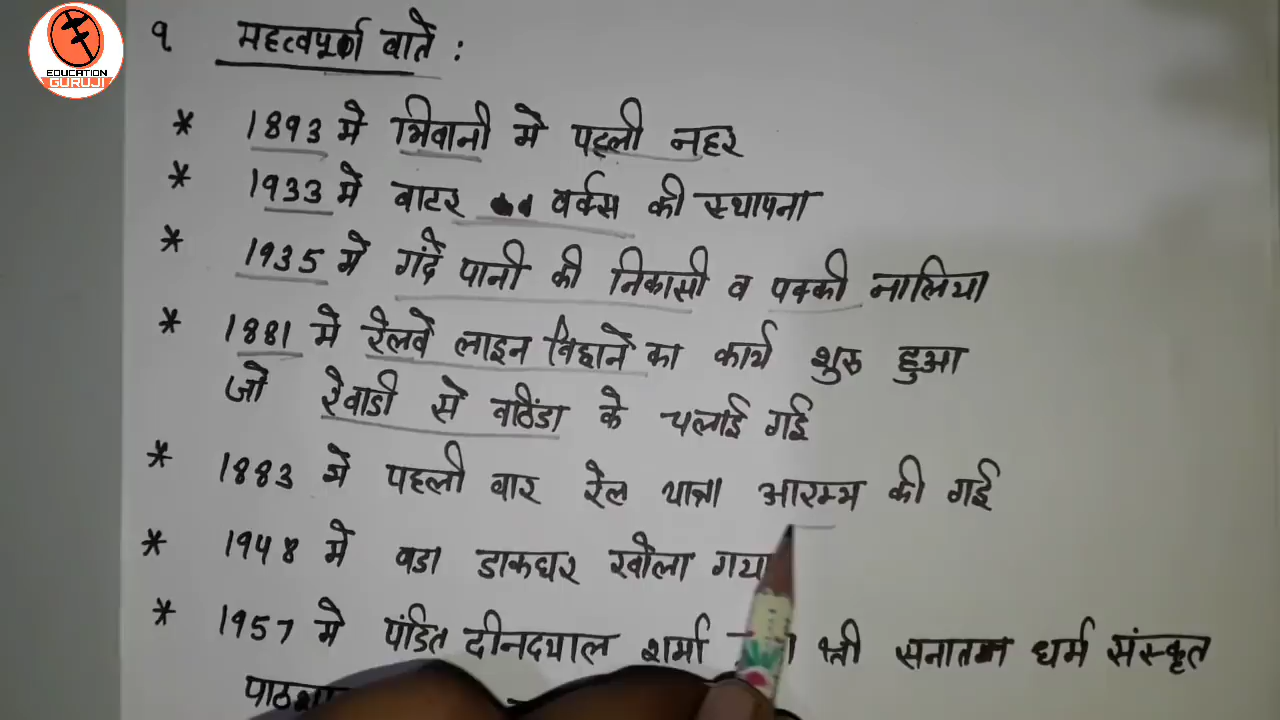 EDUCATION
GURUJI
१ महत्वपूर्ण बातें :
* 1893 मे भिवानी मे पहली नहर
* 1933 मे वाटर वर्क्स की स्थापना
* 1935 मे गंदे पानी की निकासी व पक्की नालिया
* 1881 मे रेलवे लाइन बिछाने का कार्य शुरु हुआ
जो रेवाडी से बठिंडा के चलाई गई
* 1883 मे पहली बार रेल यात्रा आरम्भ की गई
* 1948 मे बडा डाकघर खोला गया
* 1957 मे पंडित दीनदयाल शर्मा श्री सनातन धर्म संस्कृत